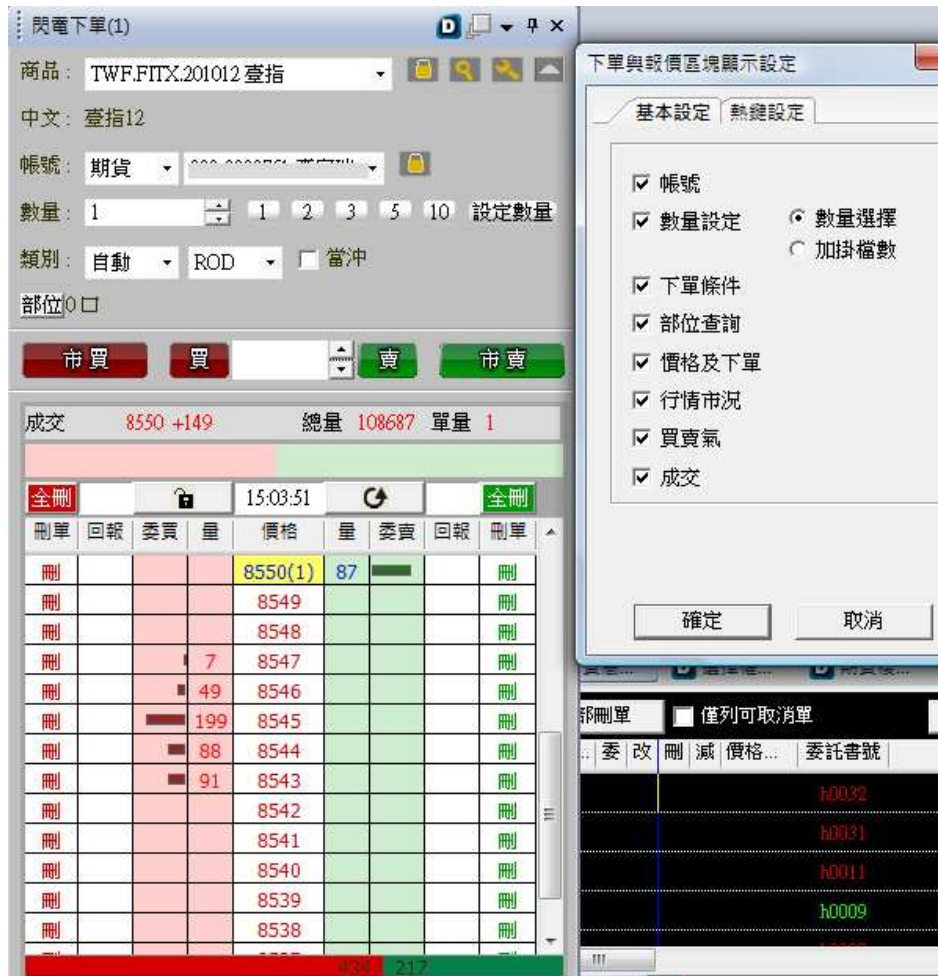 閃電下單(1)
商品: TWF.FITX.201012 臺指
中文: 臺指12
帳號: 期貨
數量: 1 1 2 3 5 10 設定數量
類別: 自動 ROD 當沖
部位 0 口
市買 買 賣 市賣
成交 8550 +149 總量 108687 單量 1
全刪 15:03:51 全刪
刪單 回報 委買 量 價格 量 委賣 回報 刪單
刪 8550(1) 87 刪
刪 8549 刪
刪 8548 刪
刪 7 8547 刪
刪 49 8546 刪
刪 199 8545 刪
刪 88 8544 刪
刪 91 8543 刪
刪 8542 刪
刪 8541 刪
刪 8540 刪
刪 8539 刪
刪 8538 刪
434 217
下單與報價區塊顯示設定
基本設定 熱鍵設定
帳號
數量設定 數量選擇
加掛檔數
下單條件
部位查詢
價格及下單
行情市況
買賣氣
成交
確定 取消
部刪單 僅列可取消單
委 改 刪 減 價格... 委託書號
h0032
h0031
h0011
h0009